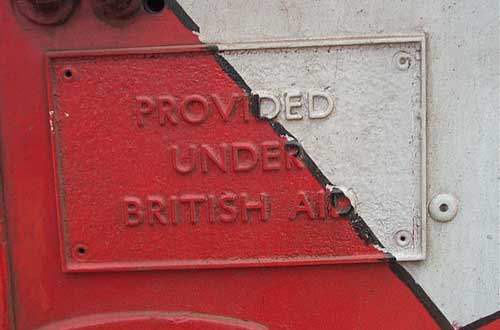 PROVIDED
UNDER
BRITISH AID